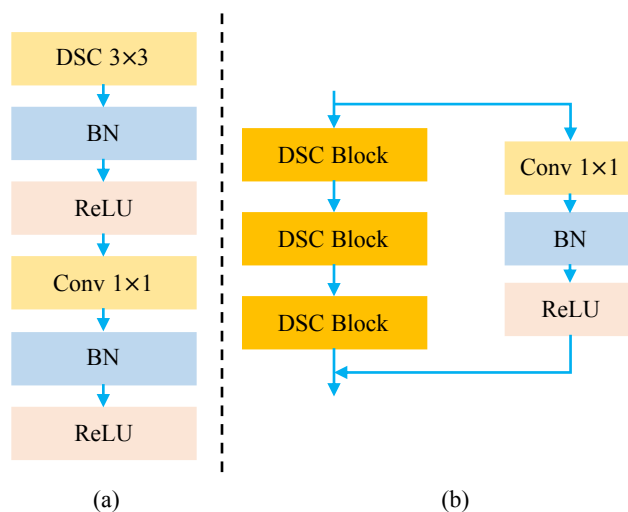 DSC 3×3
BN
ReLU
Conv 1×1
BN
ReLU
(a)
DSC Block
DSC Block
DSC Block
Conv 1×1
BN
ReLU
(b)